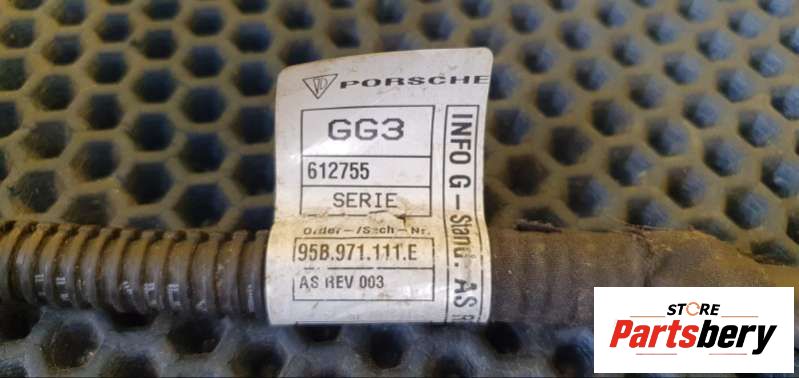 PORSCHE
GG3
612755
SERIE
Order-/Sach-Nr.
95B.971.111.E
AS REV 003
INFO G-Stand: AS
STORE
Partsbery